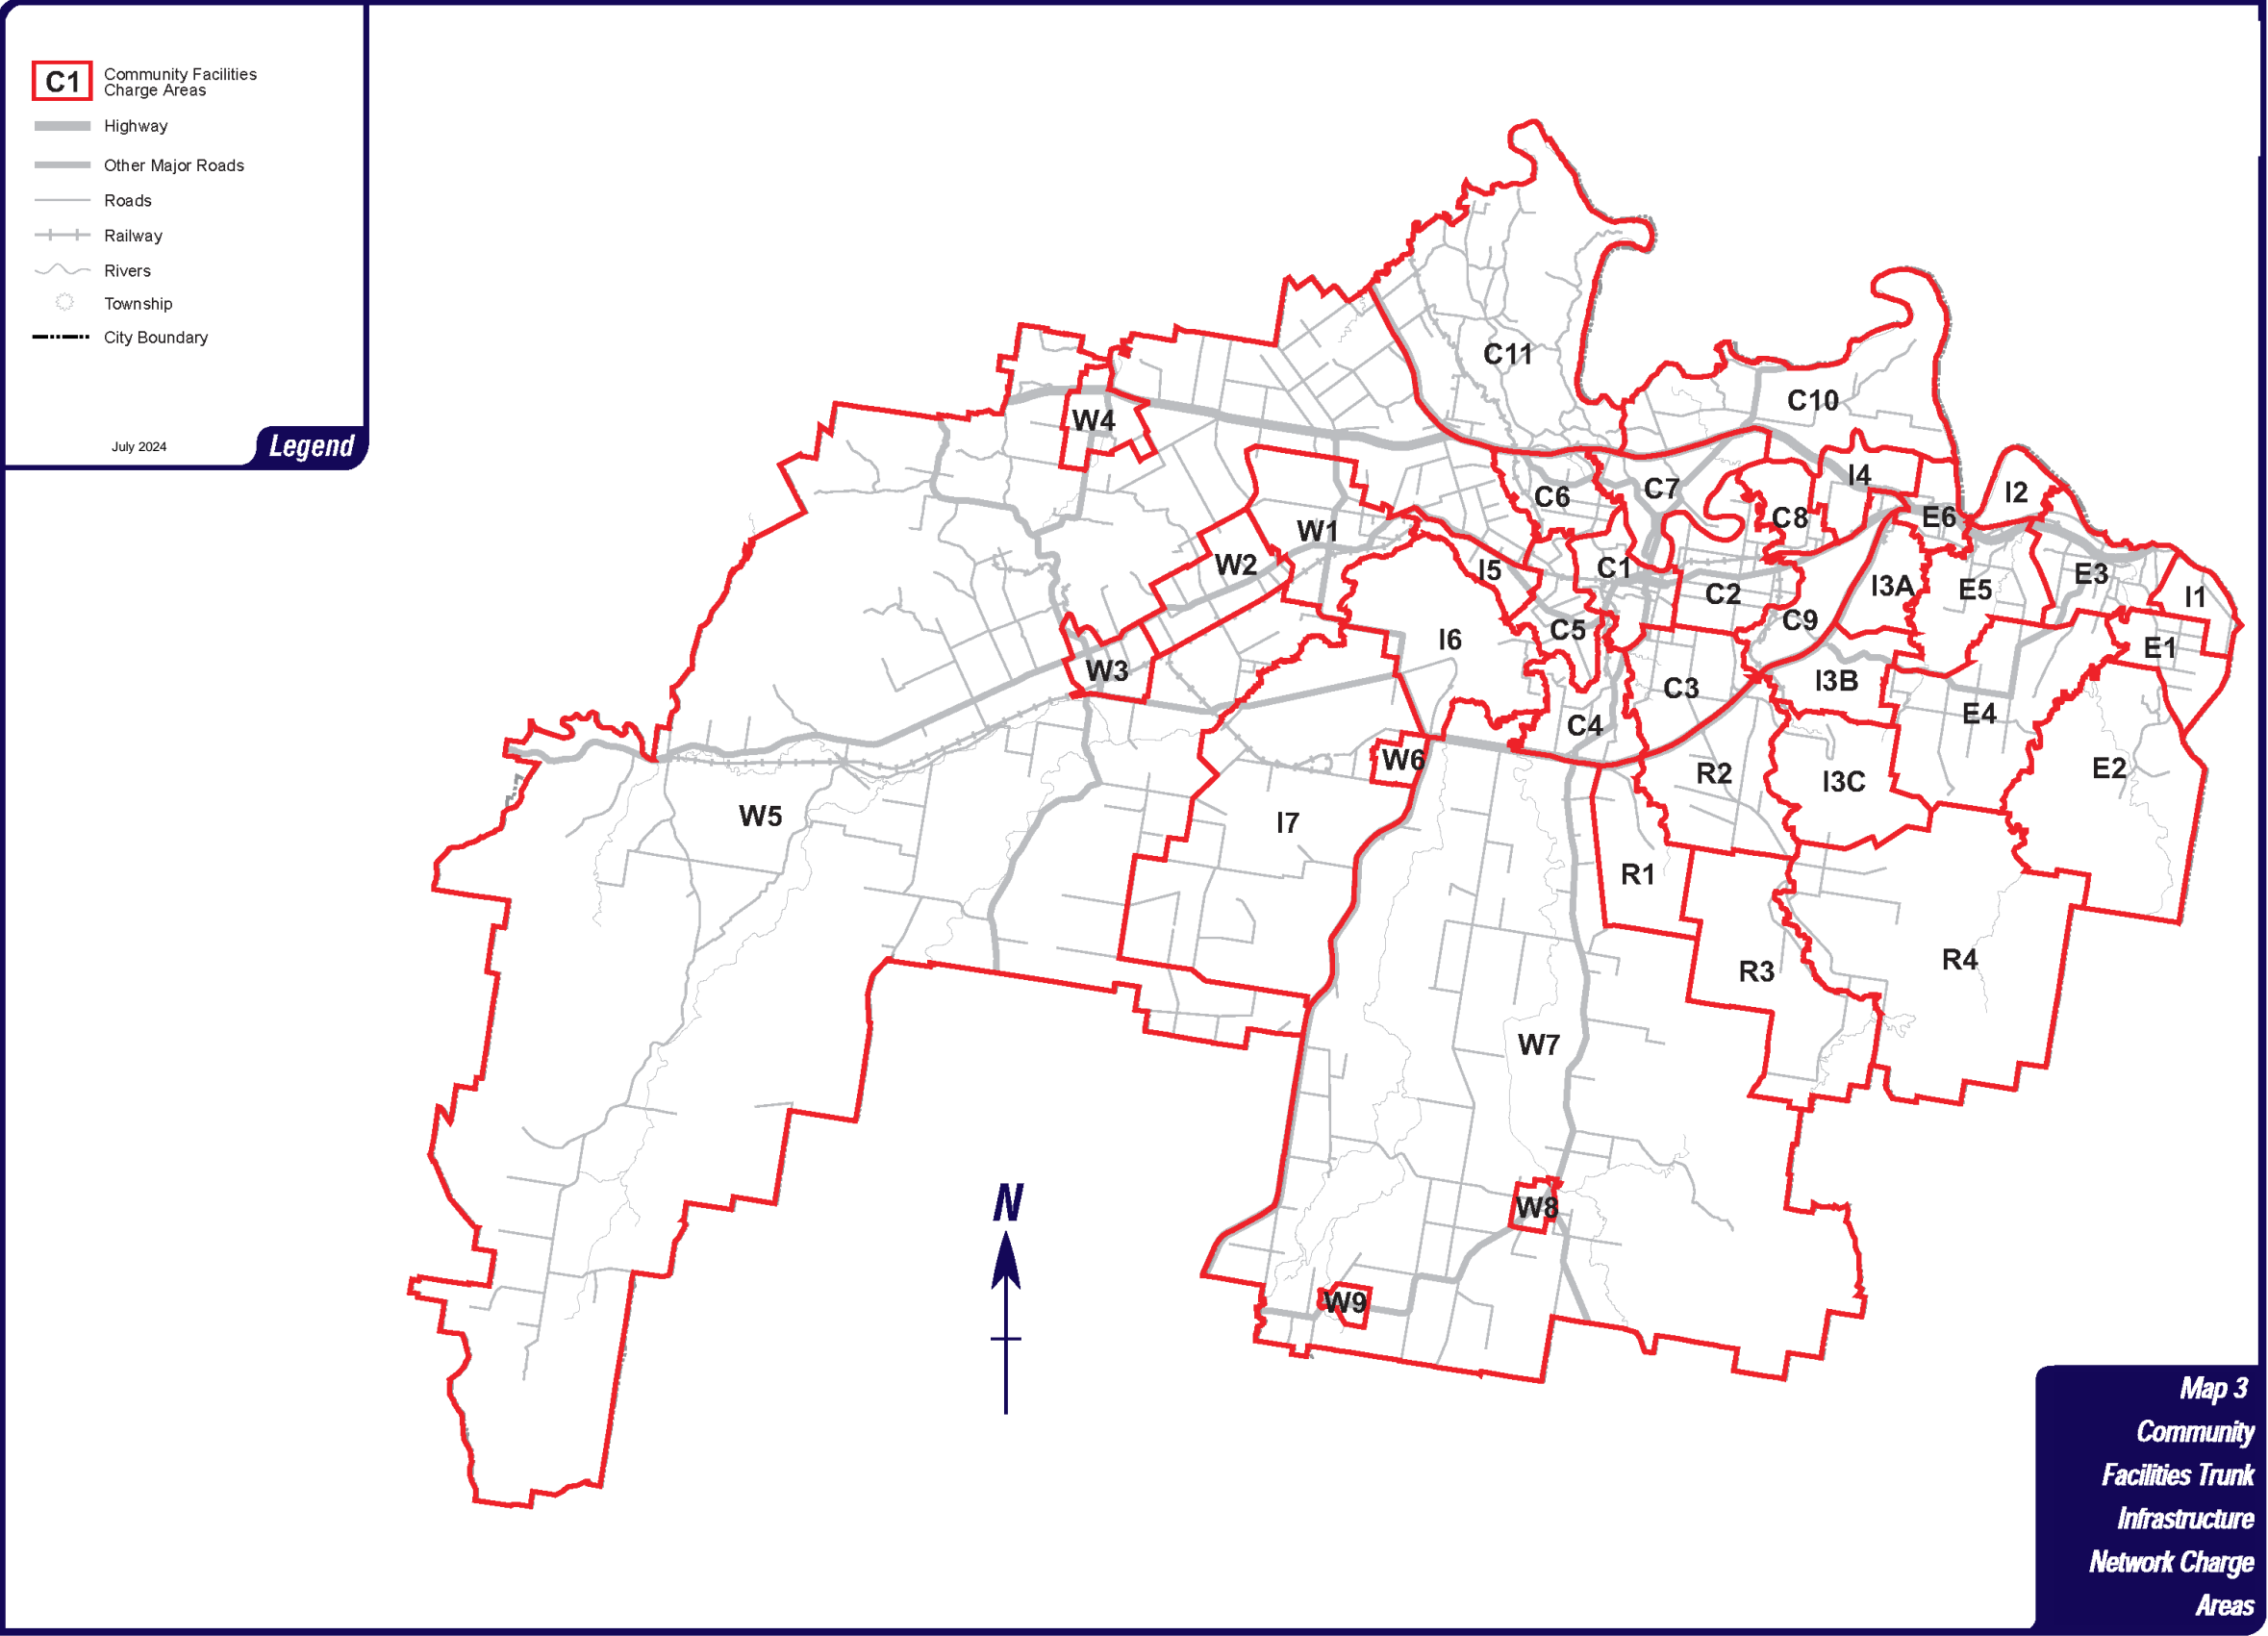 C1
Community Facilities
Charge Areas
Highway
Other Major Roads
Roads
Railway
Rivers
Township
City Boundary
July 2024
Legend
C11
C10
W4
I4
C7
C6
I2
C8
E6
W1
W2
I5
C1
E3
I3A
E5
C2
I1
C9
C5
I6
E1
W3
I3B
C3
E4
C4
W6
E2
R2
I3C
W5
I7
R1
R4
R3
W7
N
W8
W9
Map 3
Community
Facilities Trunk
Infrastructure
Network Charge
Areas